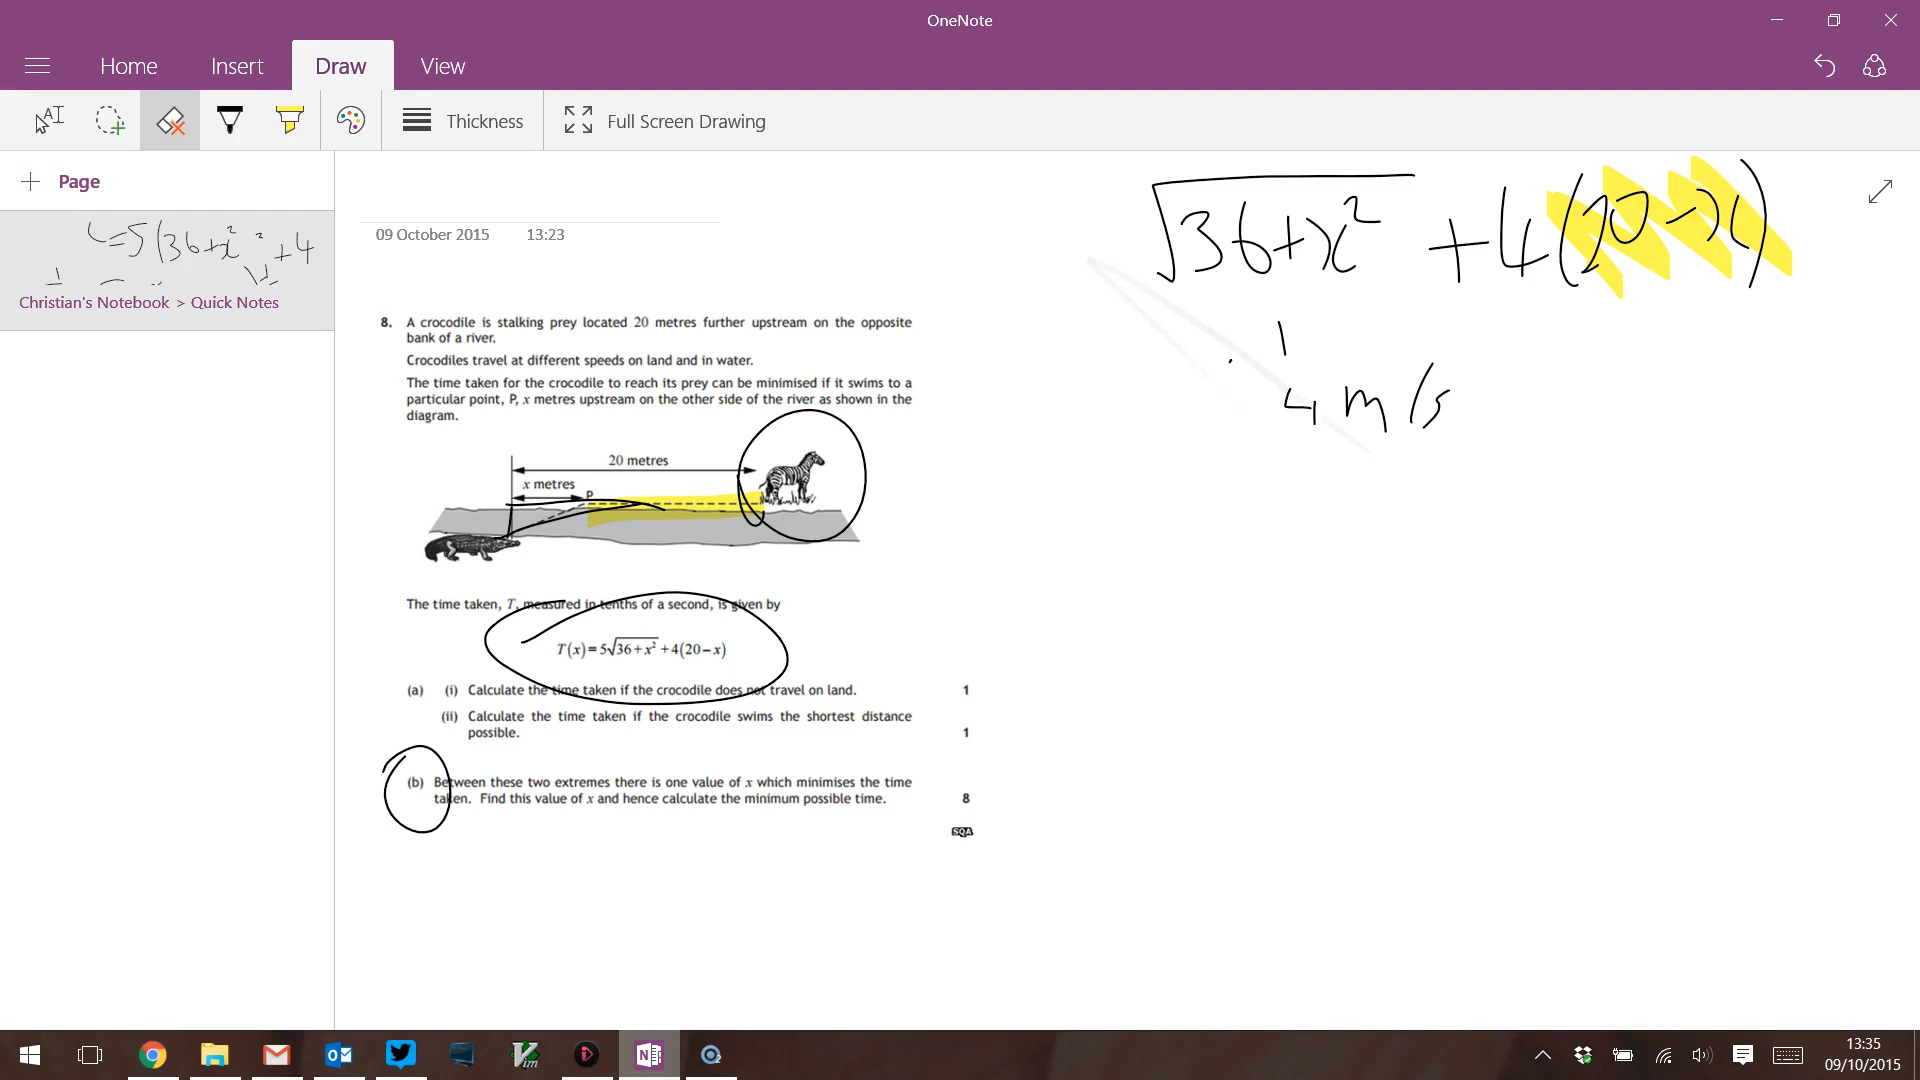 OneNote
Home Insert Draw View
Thickness Full Screen Drawing
Page
=5(36+x²
+4
Christian's Notebook > Quick Notes
09 October 2015 13:23
8. A crocodile is stalking prey located 20 metres further upstream on the opposite
bank of a river.
Crocodiles travel at different speeds on land and in water.
The time taken for the crocodile to reach its prey can be minimised if it swims to a
particular point, P, x metres upstream on the other side of the river as shown in the
diagram.
20 metres
x metres
P
The time taken, T, measured in tenths of a second, is given by
T(x)=5√36+x² +4(20−x)
(a) (i) Calculate the time taken if the crocodile does not travel on land. 1
(ii) Calculate the time taken if the crocodile swims the shortest distance
possible. 1
(b) Between these two extremes there is one value of x which minimises the time
taken. Find this value of x and hence calculate the minimum possible time. 8
SQA
√36+x² +4(20−x)
1
4 m/s
13:35
09/10/2015